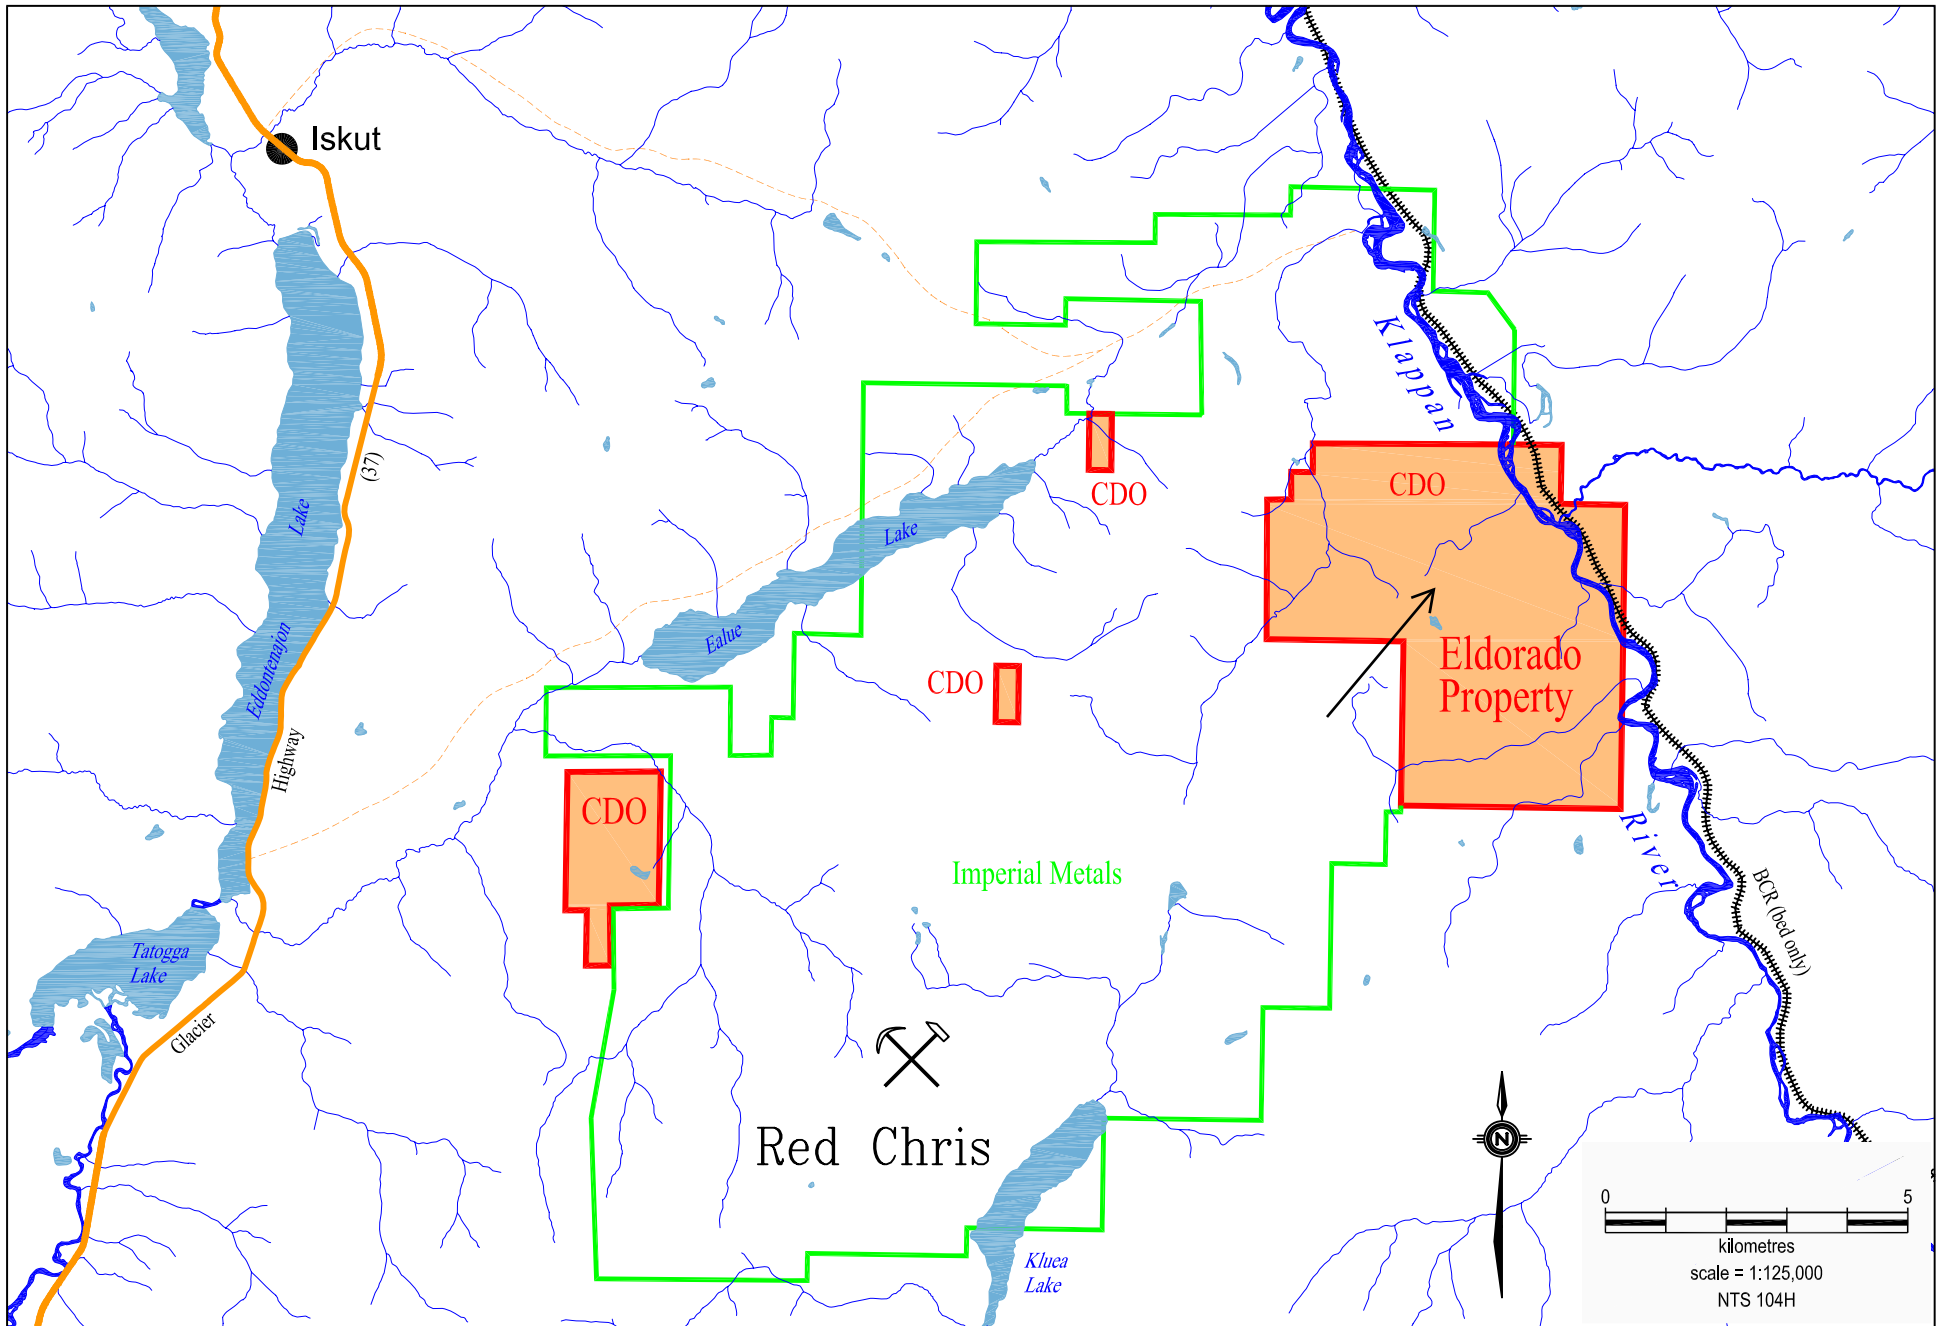 Iskut
Klappan
(37)
CDO
CDO
Lake
Lake
Ealue
Eddontenajon
Eldorado
Property
CDO
Highway
CDO
River
Imperial Metals
BCR (bed only)
Tatogga
Lake
Glacier
Red Chris
N
Kluea
Lake
0 5
kilometres
scale = 1:125,000
NTS 104H